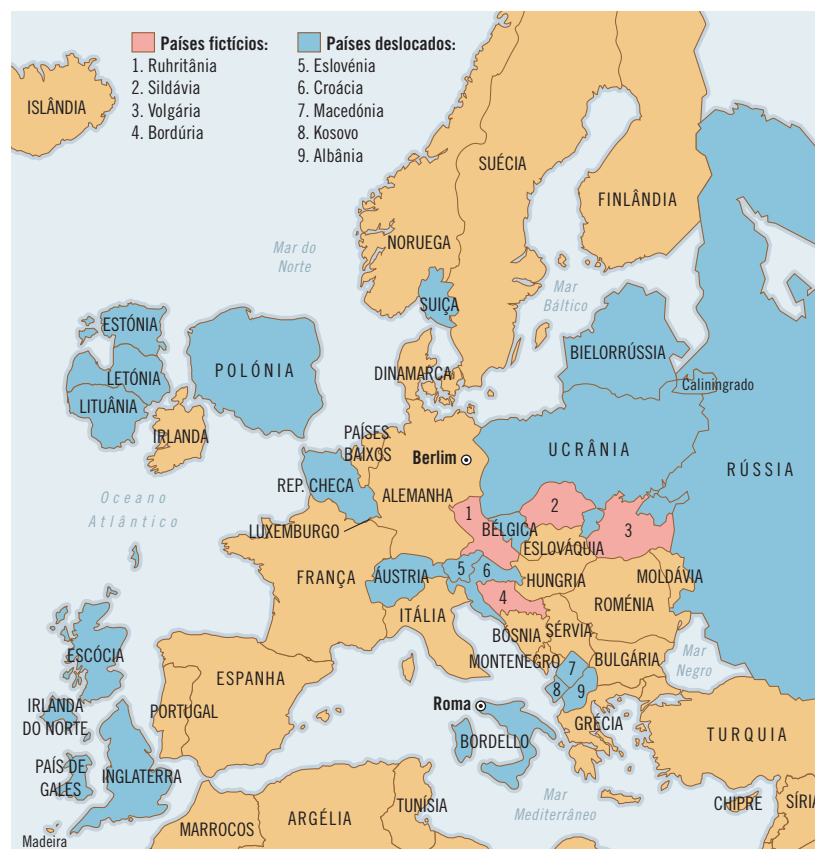 Países fictícios:
1. Ruhritânia
2. Sildávia
3. Volgária
4. Bordúria
Países deslocados:
5. Eslovénia
6. Croácia
7. Macedónia
8. Kosovo
9. Albânia
ISLÂNDIA
SUÉCIA
FINLÂNDIA
NORUEGA
Mar do
Norte
Mar
Báltico
SUIÇA
ESTÓNIA
BIELORRÚSSIA
LETÓNIA
POLÓNIA
DINAMARCA
Caliningrado
LITUÂNIA
IRLANDA
PAÍSES
BAIXOS
Berlim
UCRÂNIA
RÚSSIA
REP. CHECA
ALEMANHA
Oceano
Atlântico
1
2
3
BÉLGICA
LUXEMBURGO
ESLOVÁQUIA
FRANÇA
ÁUSTRIA
5
6
HUNGRIA
MOLDÁVIA
4
ROMÉNIA
ITÁLIA
BÓSNIA
SÉRVIA
ESCÓCIA
MONTENEGRO
7
BULGÁRIA
Mar
Negro
ESPANHA
8
9
IRLANDA
DO NORTE
PORTUGAL
Roma
GRÉCIA
BORDELLO
TURQUIA
PAÍS DE
GALES
INGLATERRA
Mar
Mediterrâneo
CHIPRE
SÍRI
TUNÍSIA
ARGÉLIA
MARROCOS
Madeira